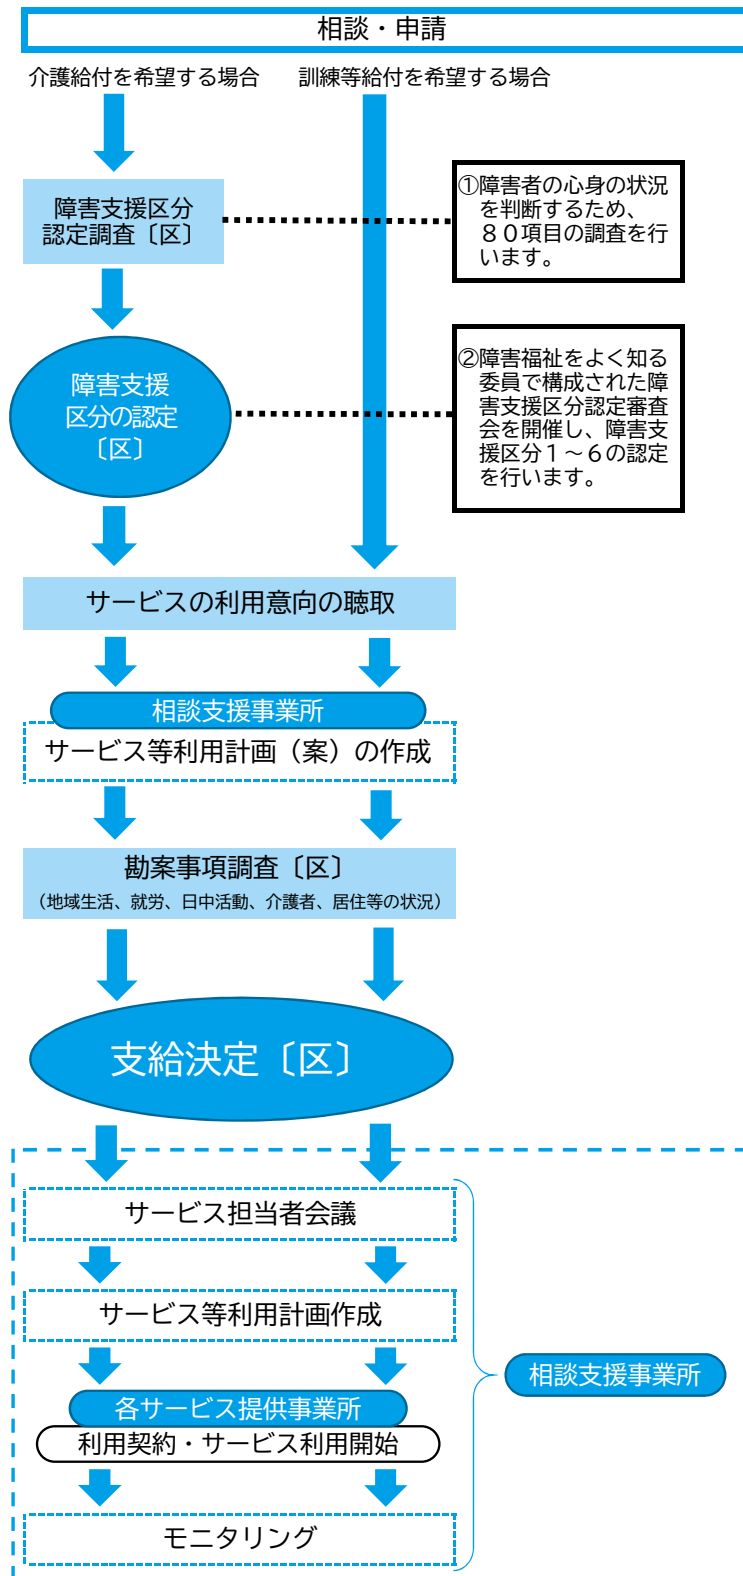 相談・申請
介護給付を希望する場合
訓練等給付を希望する場合
障害支援区分
認定調査〔区〕
①障害者の心身の状況
を判断するため、
８０項目の調査を行
います。
障害支援
区分の認定
〔区〕
②障害福祉をよく知る
委員で構成された障
害支援区分認定審査
会を開催し、障害支
援区分１～６の認定
を行います。
サービスの利用意向の聴取
相談支援事業所
サービス等利用計画（案）の作成
勘案事項調査〔区〕
（地域生活、就労、日中活動、介護者、居住等の状況）
支給決定〔区〕
サービス担当者会議
サービス等利用計画作成
相談支援事業所
各サービス提供事業所
利用契約・サービス利用開始
モニタリング